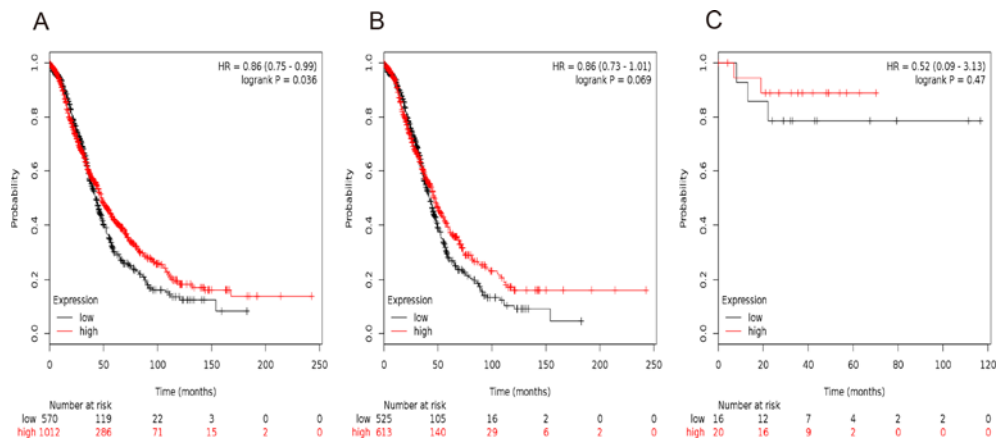 A
HR = 0.86 (0.75 - 0.99)
logrank P = 0.036
Probability
1.0
0.8
0.6
0.4
0.2
0.0
Expression
low
high
0 50 100 150 200 250
Time (months)
Number at risk
low 570 119 22 3 0 0
high 1012 286 71 15 2 0
B
HR = 0.86 (0.73 - 1.01)
logrank P = 0.069
Probability
1.0
0.8
0.6
0.4
0.2
0.0
Expression
low
high
0 50 100 150 200 250
Time (months)
Number at risk
low 525 105 16 2 0 0
high 613 140 29 6 2 0
C
HR = 0.52 (0.09 - 3.13)
logrank P = 0.47
Probability
1.0
0.8
0.6
0.4
0.2
0.0
Expression
low
high
0 20 40 60 80 100 120
Time (months)
Number at risk
low 16 12 7 4 2 2 0
high 20 16 9 2 0 0 0